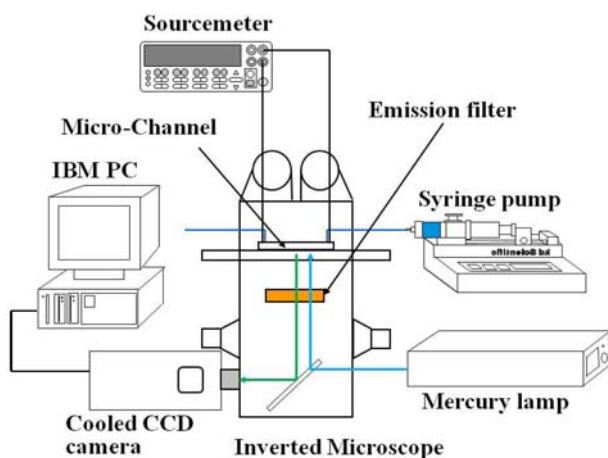 Sourcemeter
Emission filter
Micro-Channel
IBM PC
Syringe pump
Mercury lamp
Cooled CCD
camera
Inverted Microscope